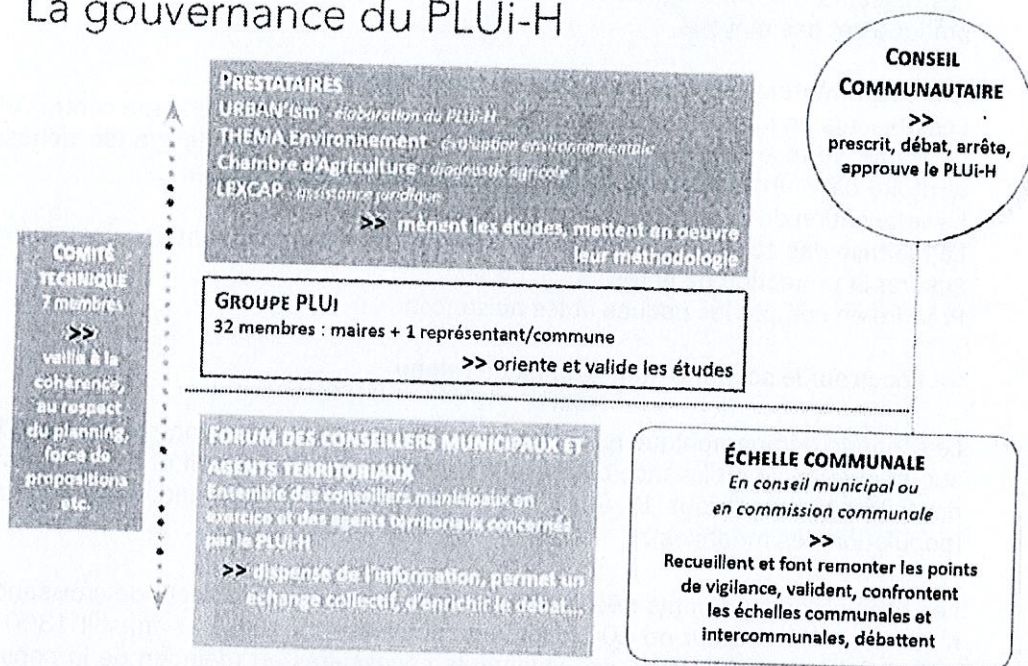 La gouvernance du PLUi-H
PRESTATAIRES
URBAN'ism - élaboration du PLUi-H
THEMA Environnement - évaluation environnementale
Chambre d'Agriculture - diagnostic agricole
LEXCAP - assistance juridique
>> mènent les études, mettent en oeuvre
leur méthodologie
CONSEIL
COMMUNAUTAIRE
>>
prescrit, débat, arrête,
approuve le PLUi-H
COMITÉ
TECHNIQUE
7 membres
>>
veille à la
cohérence,
au respect
du planning,
force de
propositions
etc.
GROUPE PLUI
32 membres : maires + 1 représentant/commune
>> oriente et valide les études
FORUM DES CONSEILLERS MUNICIPAUX ET
AGENTS TERRITORIAUX
Ensemble des conseillers municipaux en
exercice et des agents territoriaux concernés
par le PLUi-H
>> dispense de l'information, permet un
échange collectif, d'enrichir le débat...
ÉCHELLE COMMUNALE
En conseil municipal ou
en commission communale
>>
Recueillent et font remonter les points
de vigilance, valident, confrontent
les échelles communales et
intercommunales, débattent